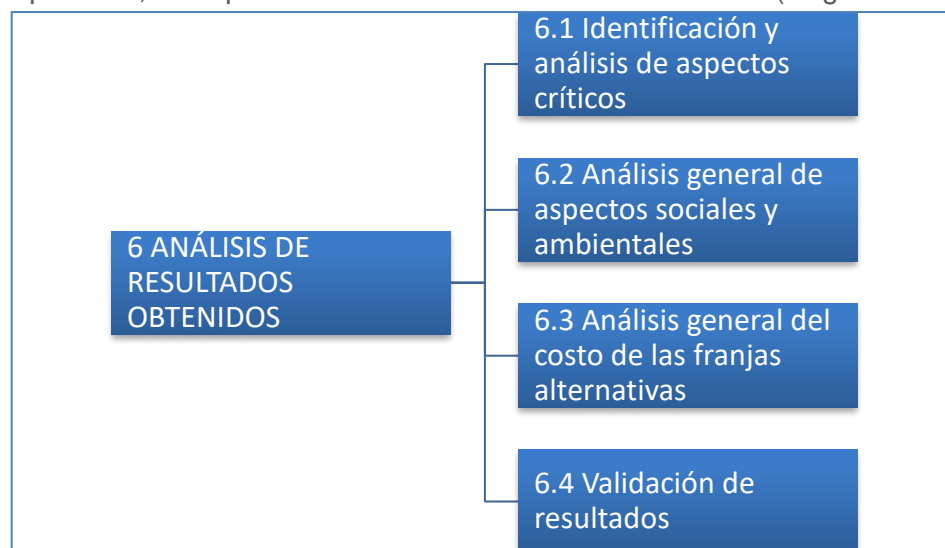 6.1 Identificación y
análisis de aspectos
críticos
6.2 Análisis general de
aspectos sociales y
ambientales
6 ANÁLISIS DE
RESULTADOS
OBTENIDOS
6.3 Análisis general del
costo de las franjas
alternativas
6.4 Validación de
resultados